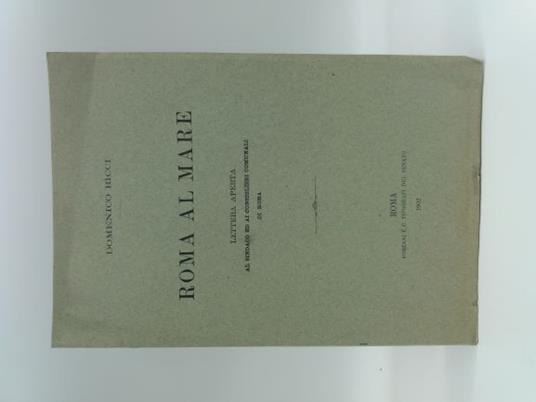 DOMENICO RICCI
ROMA AL MARE
LETTERA APERTA
AL SINDACO ED AI CONSIGLIERI COMUNALI
DI ROMA
ROMA
FORZANI E C. TIPOGRAFI DEL SENATO
1902